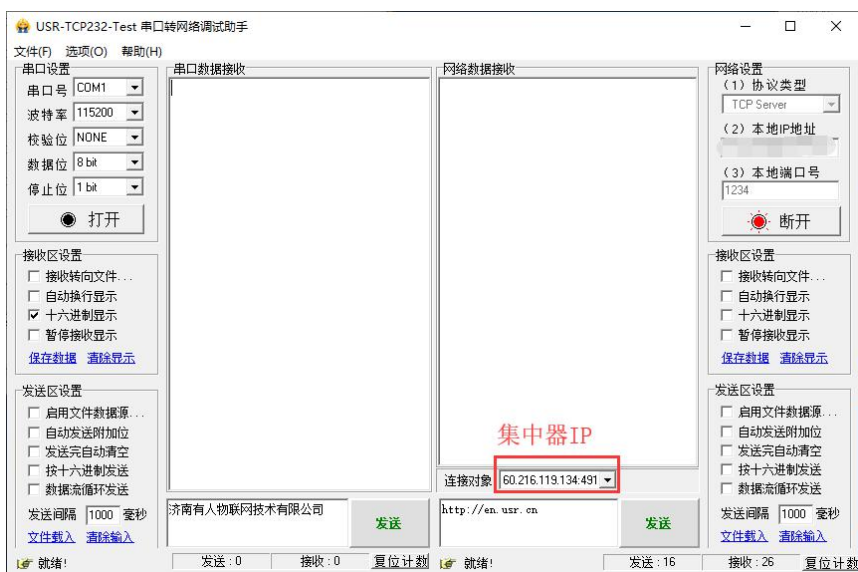 USR-TCP232-Test 串口转网络调试助手
文件(F) 选项(O) 帮助(H)
串口设置
串口号 COM1
波特率 115200
校验位 NONE
数据位 8 bit
停止位 1 bit
打开
接收区设置
接收转向文件...
自动换行显示
十六进制显示
暂停接收显示
保存数据 清除显示
发送区设置
启用文件数据源...
自动发送附加位
发送完自动清空
按十六进制发送
数据流循环发送
发送间隔 1000 毫秒
文件载入 清除输入
就绪!
串口数据接收
济南有人物联网技术有限公司
发送
发送:0 接收:0 复位计数
网络数据接收
集中器IP
连接对象 60.216.119.134:491
http://en.usr.cn
发送
就绪! 发送:16 接收:26 复位计数
网络设置
(1) 协议类型
TCP Server
(2) 本地IP地址
(3) 本地端口号
1234
断开
接收区设置
接收转向文件...
自动换行显示
十六进制显示
暂停接收显示
保存数据 清除显示
发送区设置
启用文件数据源...
自动发送附加位
发送完自动清空
按十六进制发送
数据流循环发送
发送间隔 1000 毫秒
文件载入 清除输入